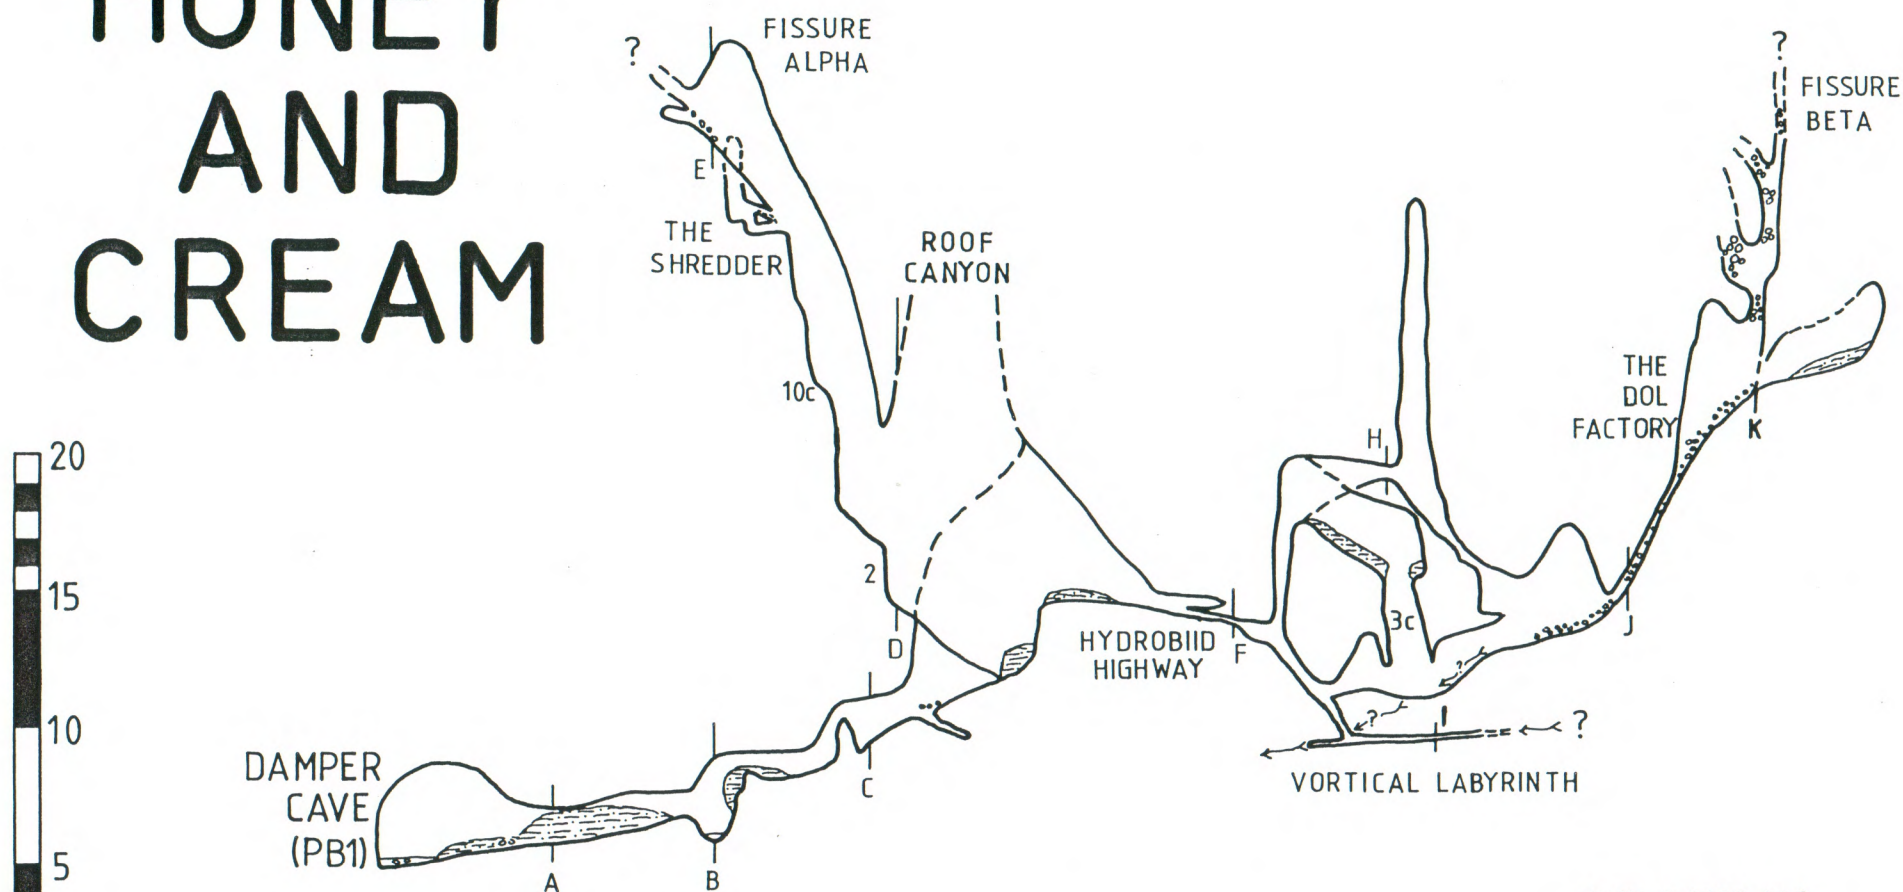 HONEY
AND
CREAM
?
FISSURE
ALPHA
E
THE
SHREDDER
ROOF
CANYON
10c
2
D
?
FISSURE
BETA
THE
DOL
FACTORY
K
H
3c
HYDROBIID
HIGHWAY
F
J
?
?
I
?
VORTICAL LABYRINTH
C
DAMPER
CAVE
(PB1)
A
B
20
15
10
5